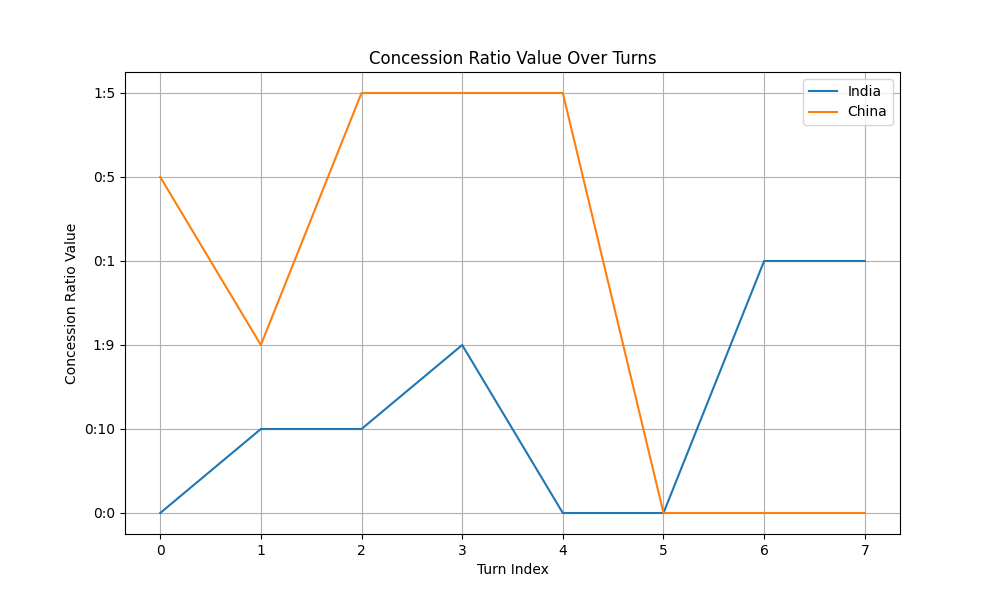 Concession Ratio Value Over Turns
India
China
Concession Ratio Value
1:5
0:5
0:1
1:9
0:10
0:0
0 1 2 3 4 5 6 7
Turn Index